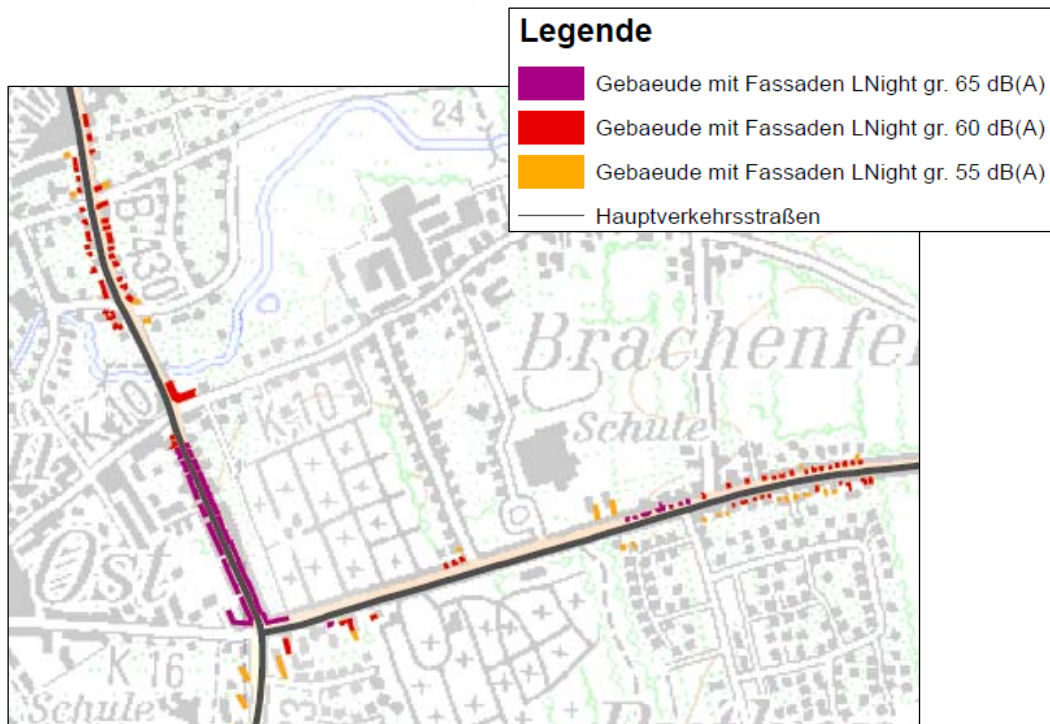 Legende
Gebaeude mit Fassaden LNight gr. 65 dB(A)
Gebaeude mit Fassaden LNight gr. 60 dB(A)
Gebaeude mit Fassaden LNight gr. 55 dB(A)
Hauptverkehrsstraßen
24
B 430
Brachenfel
K 10
K 10
Schule
Ost
K 16
Schule